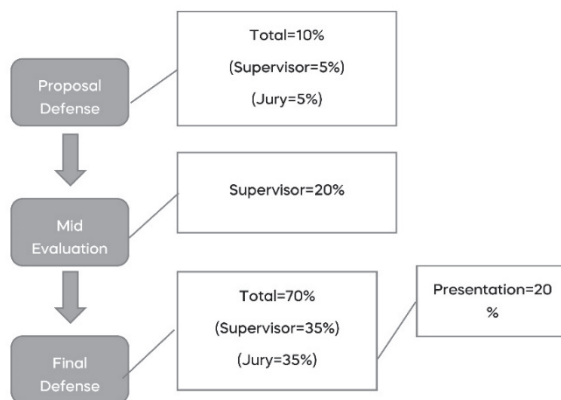 Proposal
Defense
Total=10%
(Supervisor=5%)
(Jury=5%)
Mid
Evaluation
Supervisor=20%
Final
Defense
Total=70%
(Supervisor=35%)
(Jury=35%)
Presentation=20
%